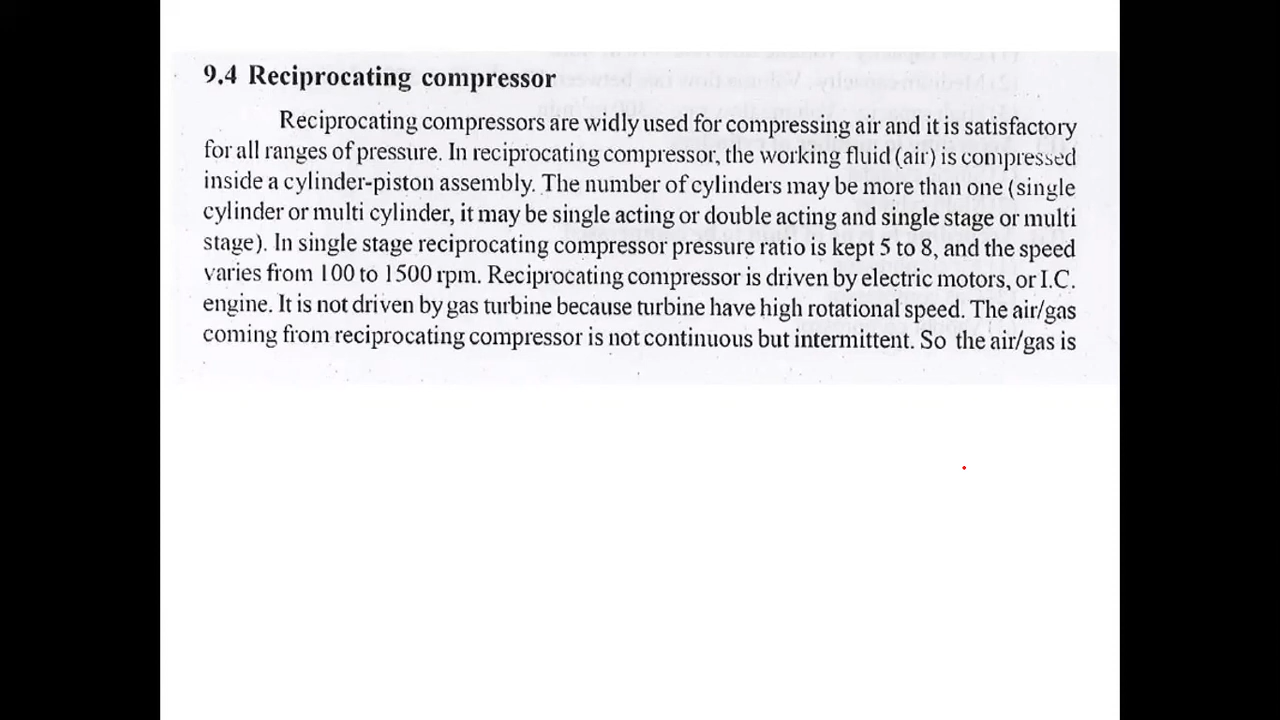 9.4 Reciprocating compressor
Reciprocating compressors are widly used for compressing air and it is satisfactory
for all ranges of pressure. In reciprocating compressor, the working fluid (air) is compressed
inside a cylinder-piston assembly. The number of cylinders may be more than one (single
cylinder or multi cylinder, it may be single acting or double acting and single stage or multi
stage). In single stage reciprocating compressor pressure ratio is kept 5 to 8, and the speed
varies from 100 to 1500 rpm. Reciprocating compressor is driven by electric motors, or I.C.
engine. It is not driven by gas turbine because turbine have high rotational speed. The air/gas
coming from reciprocating compressor is not continuous but intermittent. So the air/gas is